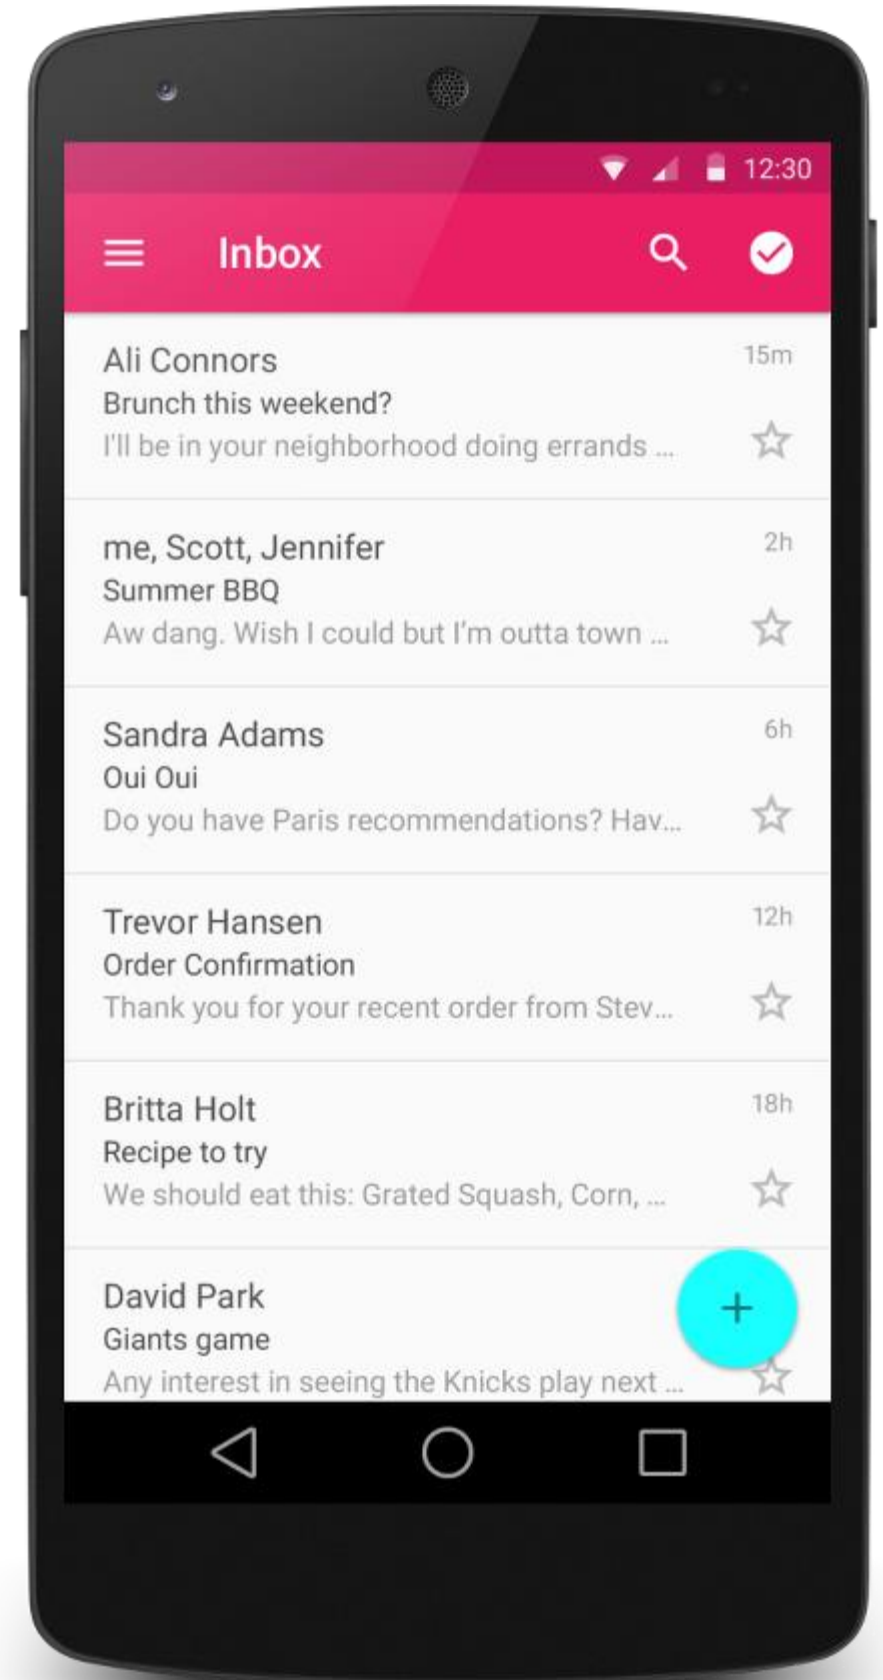 12:30
Inbox
Ali Connors
15m
Brunch this weekend?
I'll be in your neighborhood doing errands ...
me, Scott, Jennifer
2h
Summer BBQ
Aw dang. Wish I could but I'm outta town ...
Sandra Adams
6h
Oui Oui
Do you have Paris recommendations? Hav...
Trevor Hansen
12h
Order Confirmation
Thank you for your recent order from Stev...
Britta Holt
18h
Recipe to try
We should eat this: Grated Squash, Corn, ...
David Park
Giants game
Any interest in seeing the Knicks play next ...